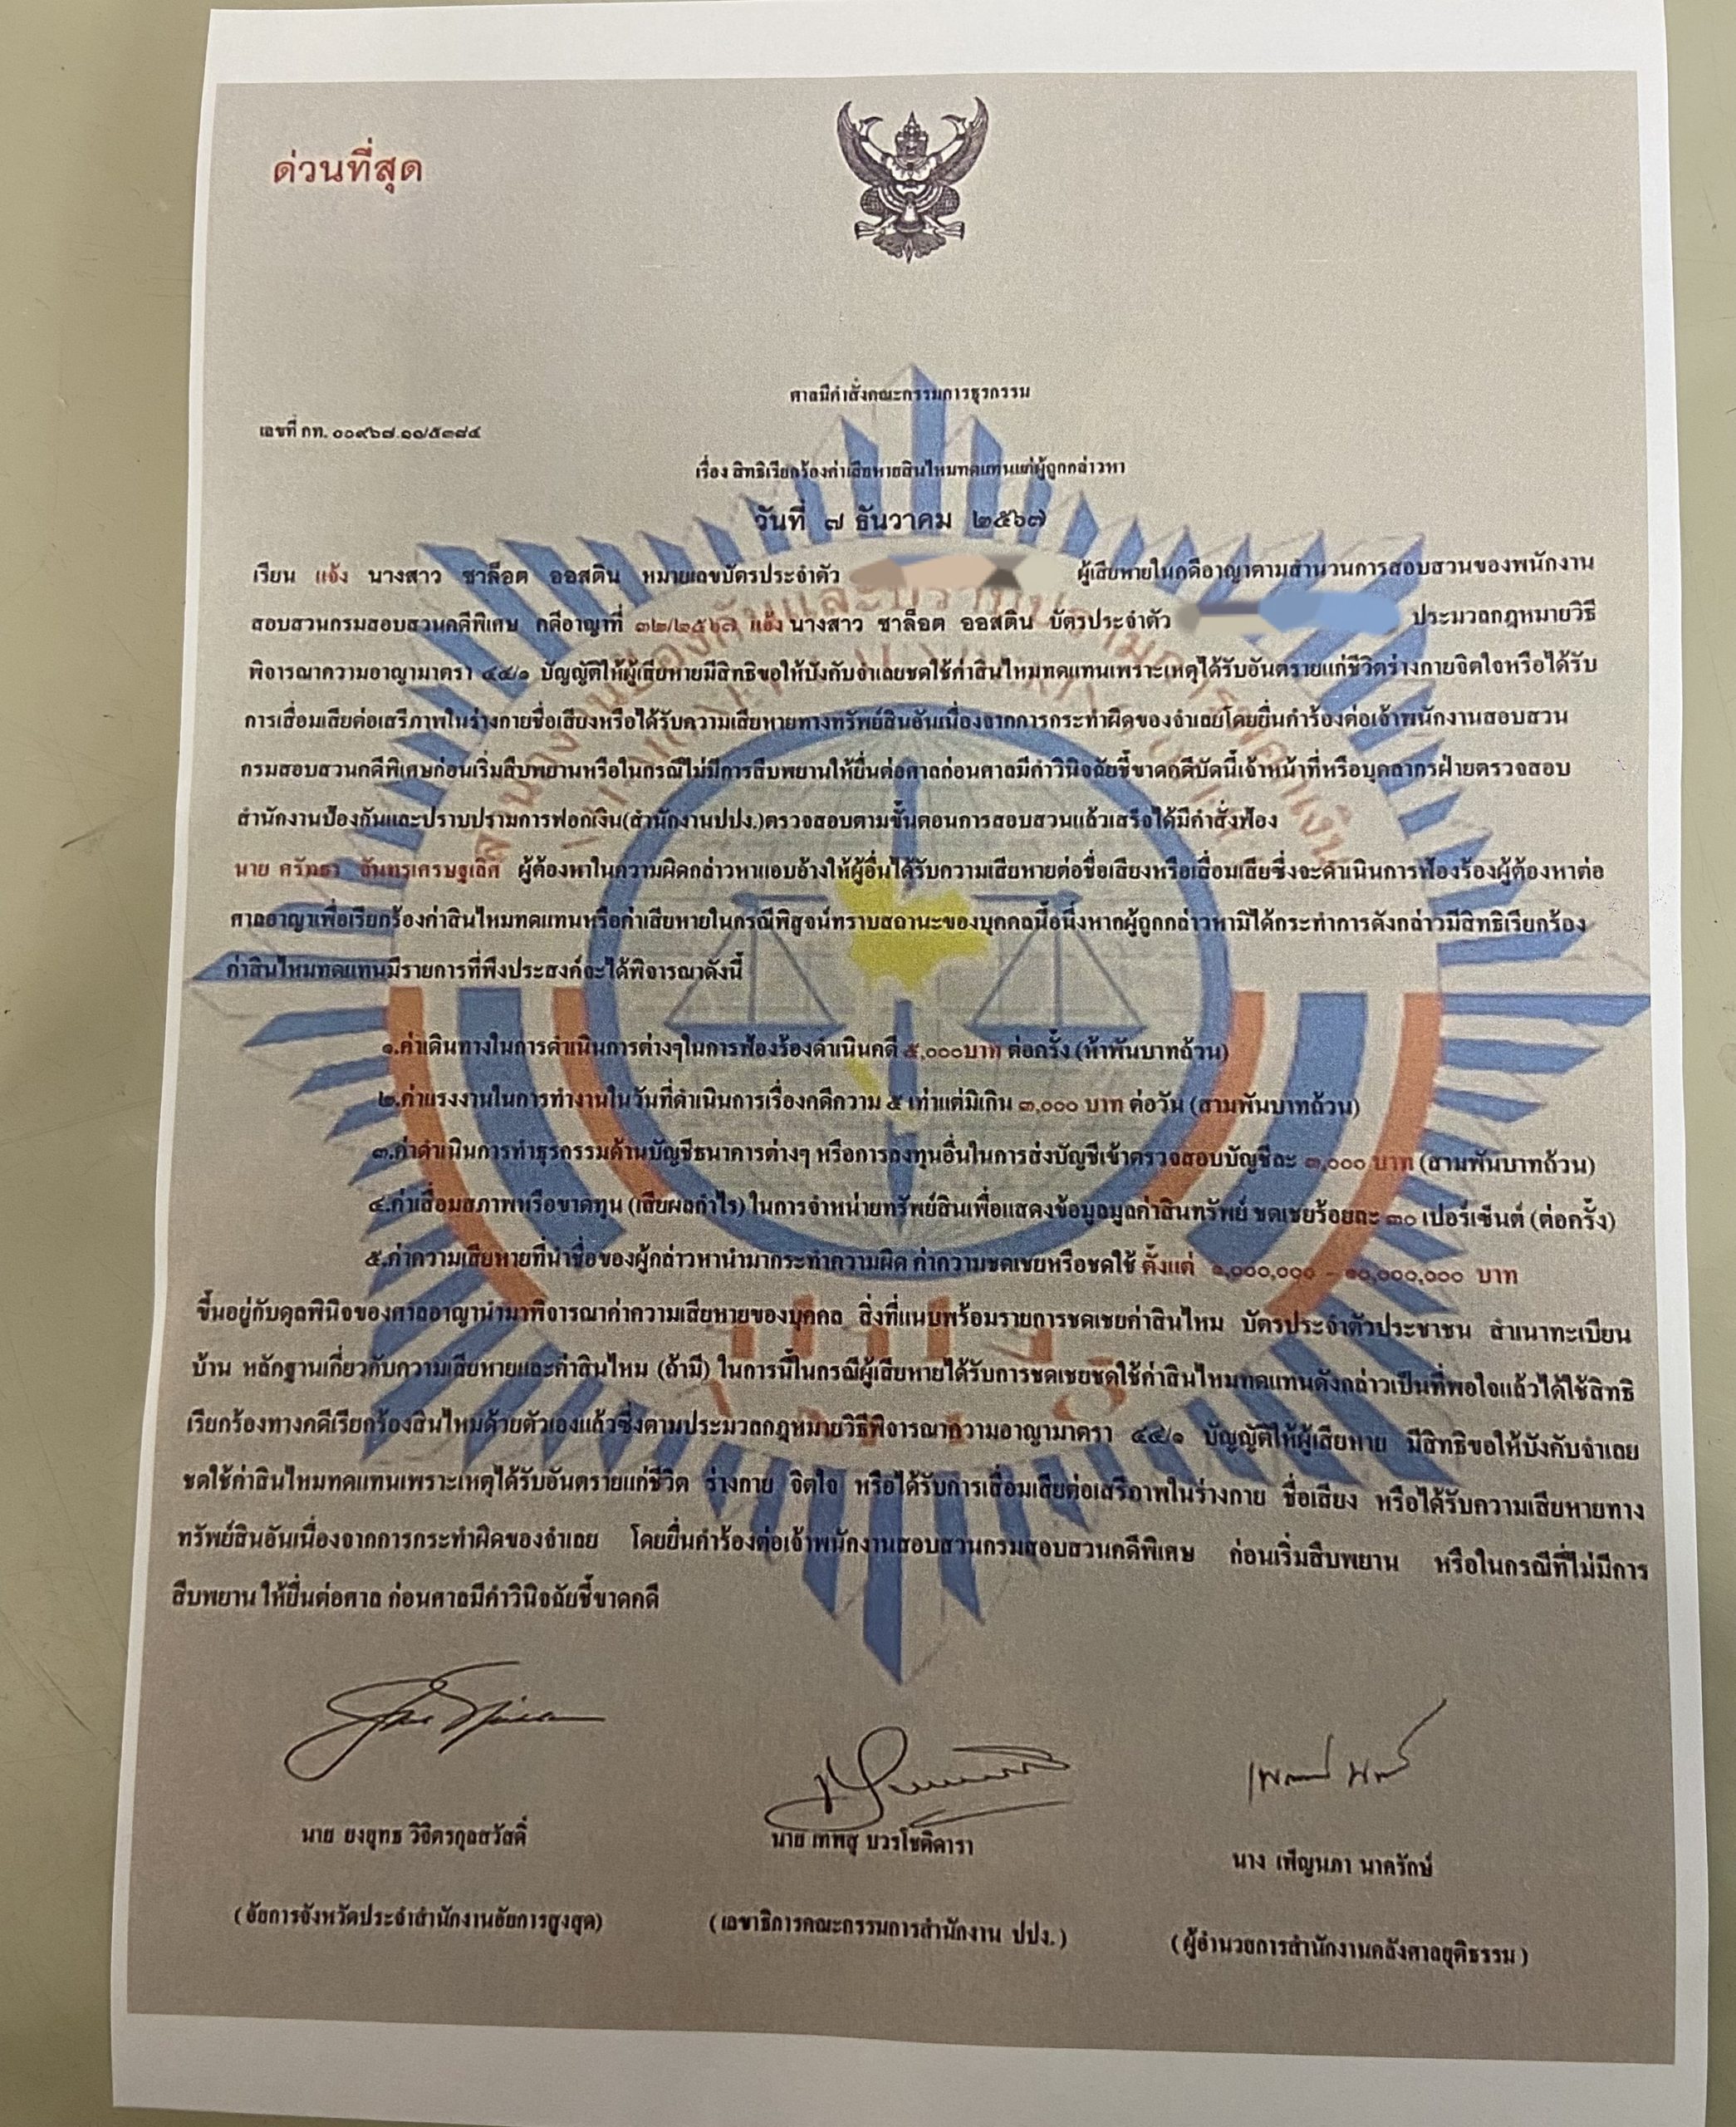 ด่วนที่สุด
ศาลมีคำสั่งคณะกรรมการธุรกรรม
เลขที่ กท. ๐๐๙๖๗.๑๐/๕๓๘๔
เรื่อง สิทธิเรียกร้องค่าเสียหายสินไหมทดแทนแก่ผู้ถูกกล่าวหา
วันที่ ๗ ธันวาคม ๒๕๖๗
เรียน แจ้ง นางสาว ชาล็อต ออสติน หมายเลขบัตรประจำตัว ผู้เสียหายในคดีอาญาตามสำนวนการสอบสวนของพนักงาน
สอบสวนกรมสอบสวนคดีพิเศษ คดีอาญาที่ ๓๒/๒๕๖๗ แจ้ง นางสาว ชาล็อต ออสติน บัตรประจำตัว ประมวลกฎหมายวิธี
พิจารณาความอาญามาตรา ๔๔/๑ บัญญัติให้ผู้เสียหายมีสิทธิขอให้บังคับจำเลยชดใช้ค่าสินไหมทดแทนเพราะเหตุได้รับอันตรายแก่ชีวิตร่างกายจิตใจหรือได้รับ
การเสื่อมเสียต่อเสรีภาพในร่างกายชื่อเสียงหรือได้รับความเสียหายทางทรัพย์สินอันเนื่องจากการกระทำผิดของจำเลยโดยยื่นคำร้องต่อเจ้าพนักงานสอบสวน
กรมสอบสวนคดีพิเศษก่อนเริ่มสืบพยานหรือในกรณีไม่มีการสืบพยานให้ยื่นต่อศาลก่อนศาลมีคำวินิจฉัยชี้ขาดคดีบัดนี้เจ้าหน้าที่หรือบุคลากรฝ่ายตรวจสอบ
สำนักงานป้องกันและปราบปรามการฟอกเงิน(สำนักงานปปง.)ตรวจสอบตามขั้นตอนการสอบสวนแล้วเสร็จได้มีคำสั่งฟ้อง
นาย ศรัทธา จันทรเศรษฐเลิศ ผู้ต้องหาในความผิดกล่าวหาแอบอ้างให้ผู้อื่นได้รับความเสียหายต่อชื่อเสียงหรือเสื่อมเสียซึ่งจะดำเนินการฟ้องร้องผู้ต้องหาต่อ
ศาลอาญาเพื่อเรียกร้องค่าสินไหมทดแทนหรือค่าเสียหายในกรณีพิสูจน์ทราบสถานะของบุคคลนี้อนึ่งหากผู้ถูกกล่าวหามิได้กระทำการดังกล่าวมีสิทธิเรียกร้อง
ค่าสินไหมทดแทนมีรายการที่พึงประสงค์จะได้พิจารณาดังนี้
๑.ค่าเดินทางในการดำเนินการต่างๆในการฟ้องร้องดำเนินคดี ๕,๐๐๐บาท ต่อครั้ง (ห้าพันบาทถ้วน)
๒.ค่าแรงงานในการทำงานในวันที่ดำเนินการเรื่องคดีความ ๕ เท่าแต่มิเกิน ๓,๐๐๐ บาท ต่อวัน (สามพันบาทถ้วน)
๓.ค่าดำเนินการทำธุรกรรมด้านบัญชีธนาคารต่างๆ หรือการลงทุนอื่นในการส่งบัญชีเข้าตรวจสอบบัญชีละ ๓,๐๐๐ บาท (สามพันบาทถ้วน)
๔.ค่าเสื่อมสภาพหรือขาดทุน (เสียผลกำไร) ในการจำหน่ายทรัพย์สินเพื่อแสดงข้อมูลมูลค่าสินทรัพย์ ชดเชยร้อยละ ๓๐ เปอร์เซ็นต์ (ต่อครั้ง)
๕.ค่าความเสียหายที่นำชื่อของผู้กล่าวหานำมากระทำความผิด ค่าความชดเชยหรือชดใช้ ตั้งแต่ ๑,๐๐๐,๐๐๐ – ๑๐,๐๐๐,๐๐๐ บาท
ขึ้นอยู่กับดุลพินิจของศาลอาญานำมาพิจารณาค่าความเสียหายของบุคคล สิ่งที่แนบพร้อมรายการชดเชยค่าสินไหม บัตรประจำตัวประชาชน สำเนาทะเบียน
บ้าน หลักฐานเกี่ยวกับความเสียหายและค่าสินไหม (ถ้ามี) ในการนี้ในกรณีผู้เสียหายได้รับการชดเชยชดใช้ค่าสินไหมทดแทนดังกล่าวเป็นที่พอใจแล้วได้ใช้สิทธิ
เรียกร้องทางคดีเรียกร้องสินไหมด้วยตัวเองแล้วซึ่งตามประมวลกฎหมายวิธีพิจารณาความอาญามาตรา ๔๔/๑ บัญญัติให้ผู้เสียหาย มีสิทธิขอให้บังคับจำเลย
ชดใช้ค่าสินไหมทดแทนเพราะเหตุได้รับอันตรายแก่ชีวิต ร่างกาย จิตใจ หรือได้รับการเสื่อมเสียต่อเสรีภาพในร่างกาย ชื่อเสียง หรือได้รับความเสียหายทาง
ทรัพย์สินอันเนื่องจากการกระทำผิดของจำเลย โดยยื่นคำร้องต่อเจ้าพนักงานสอบสวนกรมสอบสวนคดีพิเศษ ก่อนเริ่มสืบพยาน หรือในกรณีที่ไม่มีการ
สืบพยาน ให้ยื่นต่อศาล ก่อนศาลมีคำวินิจฉัยชี้ขาดคดี
นาย ยงยุทธ วิจิตรกุลสวัสดิ์ นาย เทพสุ บวรโชติดารา นาง เพ็ญนภา นาครักษ์
(อัยการจังหวัดประจำสำนักงานอัยการสูงสุด) (เลขาธิการคณะกรรมการสำนักงาน ปปง.) (ผู้อำนวยการสำนักงานคลังศาลยุติธรรม)